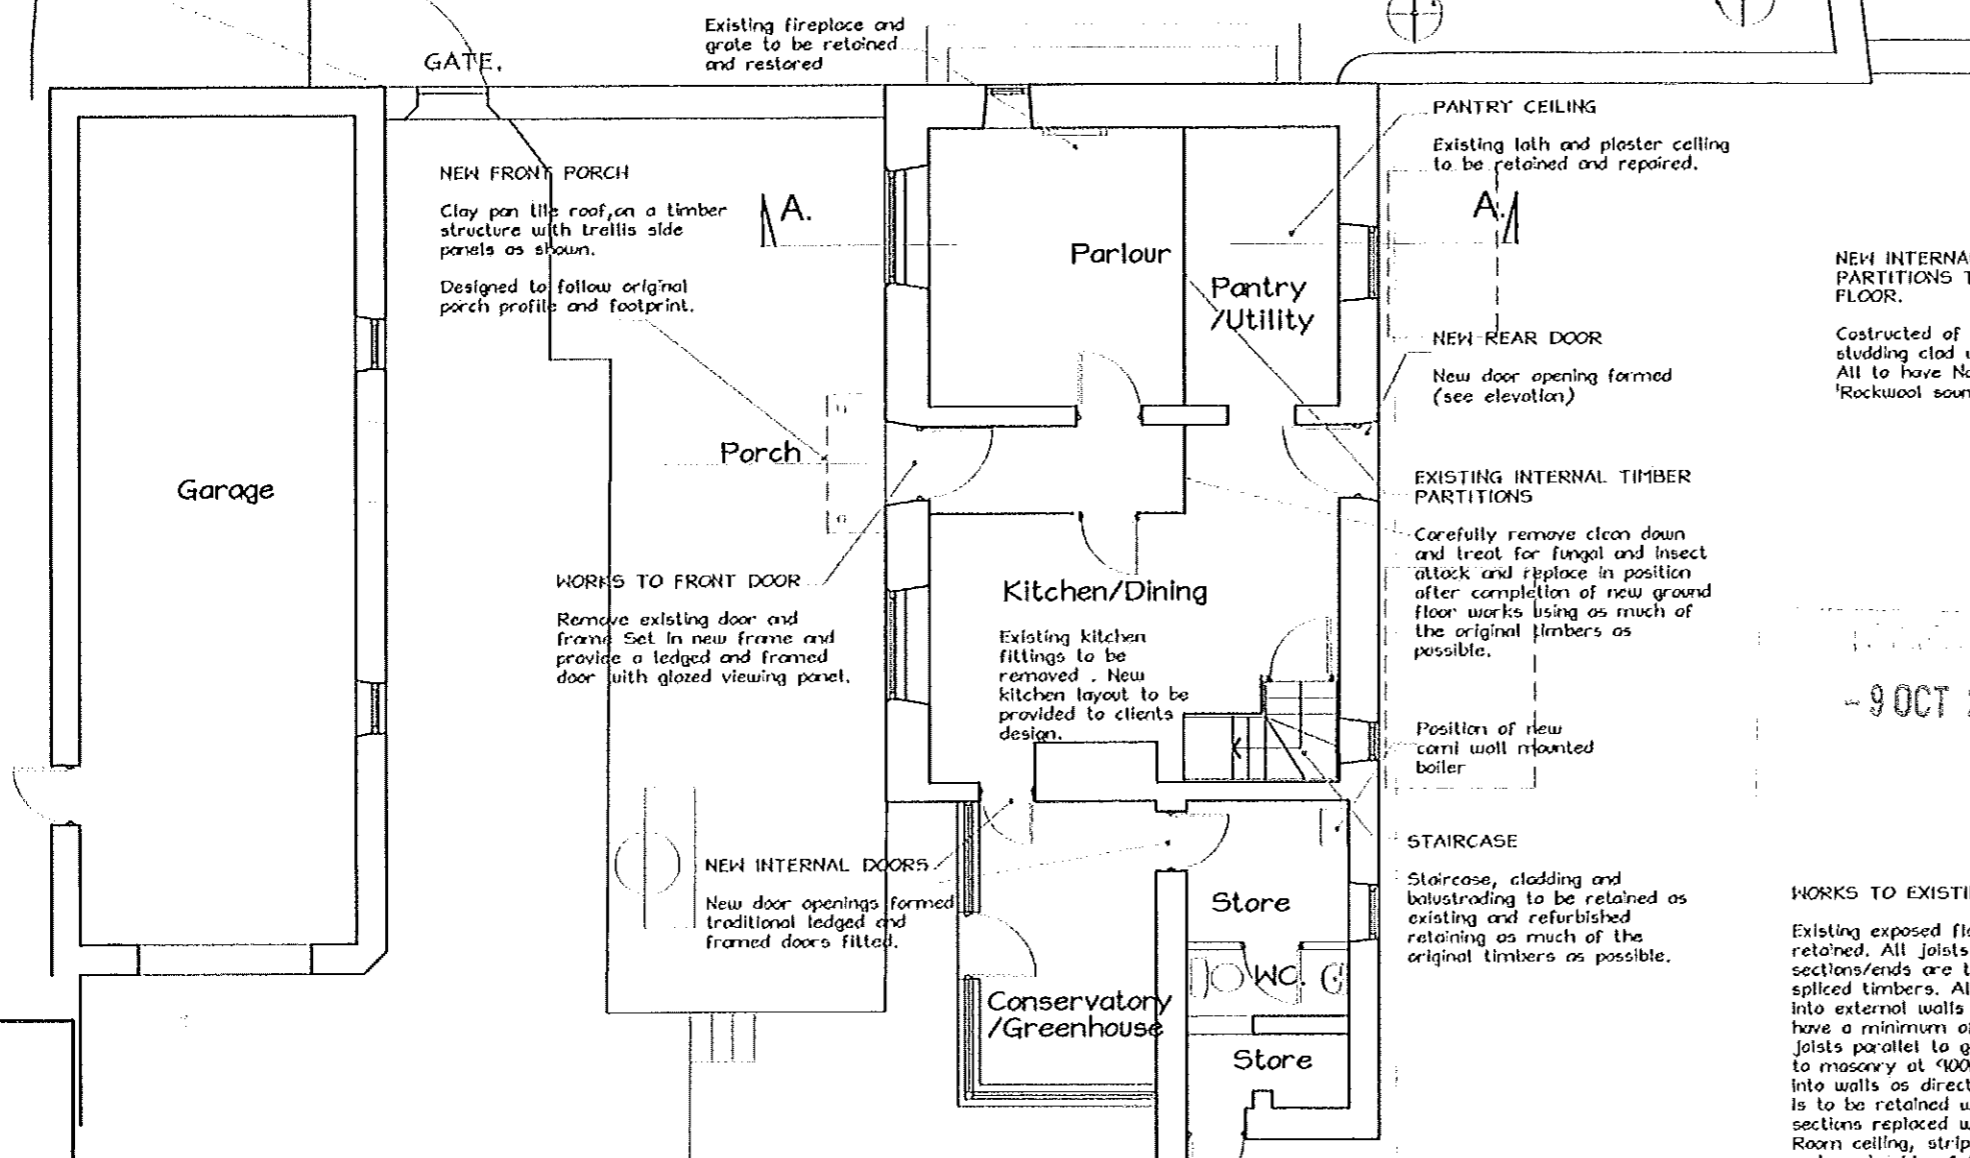 Existing fireplace and
grate to be retained
and restored
GATE.
PANTRY CEILING
Existing lath and plaster ceiling
to be retained and repaired.
NEW FRONT PORCH
Clay pan tile roof,on a timber
structure with trellis side
panels as shown.
Designed to follow original
porch profile and footprint.
A.
A.
Parlour
Pantry
/Utility
NEW INTERNA
PARTITIONS T
FLOOR.
Costructed of
studding clad
All to have No
'Rockwool soun
NEW REAR DOOR
New door opening formed
(see elevation)
Porch
Garage
EXISTING INTERNAL TIMBER
PARTITIONS
Carefully remove clean down
and treat for fungal and insect
attack and replace in position
after completion of new ground
floor works using as much of
the original timbers as
possible.
WORKS TO FRONT DOOR
Remove existing door and
frame Set in new frame and
provide a ledged and framed
door with glazed viewing panel.
Kitchen/Dining
Existing kitchen
fittings to be
removed . New
kitchen layout to be
provided to clients
design.
- 9 OCT
Position of new
comi wall mounted
boiler
STAIRCASE
Staircase, cladding and
balustrading to be retained as
existing and refurbished
retaining as much of the
original timbers as possible.
NEW INTERNAL DOORS
New door openings formed
traditional ledged and
framed doors fitted.
Store
WC.
Conservatory
/Greenhouse
Store
WORKS TO EXISTI
Existing exposed flo
retained. All joists
sections/ends are t
spliced timbers. Al
into external walls
have a minimum of
joists parallel to g
to masonry at 900
into walls as direct
is to be retained w
sections replaced w
Room ceiling, strip